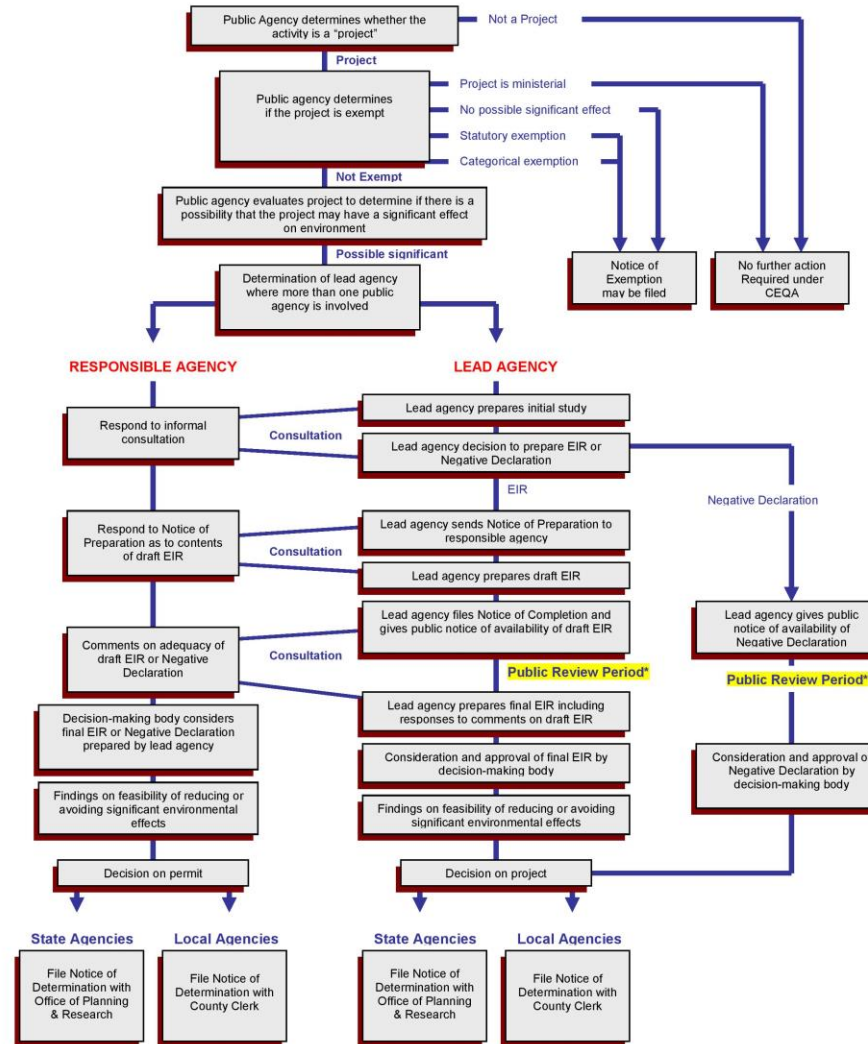 Public Agency determines whether the
activity is a “project”
Not a Project
Project
Public agency determines
if the project is exempt
Project is ministerial
No possible significant effect
Statutory exemption
Categorical exemption
Not Exempt
Public agency evaluates project to determine if there is a
possibility that the project may have a significant effect
on environment
Possible significant
Determination of lead agency
where more than one public
agency is involved
Notice of
Exemption
may be filed
No further action
Required under
CEQA
RESPONSIBLE AGENCY
LEAD AGENCY
Respond to informal
consultation
Consultation
Lead agency prepares initial study
Lead agency decision to prepare EIR or
Negative Declaration
EIR
Negative Declaration
Respond to Notice of
Preparation as to contents
of draft EIR
Consultation
Lead agency sends Notice of Preparation to
responsible agency
Lead agency prepares draft EIR
Lead agency files Notice of Completion and
gives public notice of availability of draft EIR
Lead agency gives public
notice of availability of
Negative Declaration
Comments on adequacy of
draft EIR or Negative
Declaration
Consultation
Public Review Period*
Public Review Period*
Decision-making body considers
final EIR or Negative Declaration
prepared by lead agency
Lead agency prepares final EIR including
responses to comments on draft EIR
Consideration and approval of final EIR by
decision-making body
Consideration and approval o
Negative Declaration by
decision-making body
Findings on feasibility of reducing or
avoiding significant environmental
effects
Findings on feasibility of reducing or avoiding
significant environmental effects
Decision on permit
Decision on project
State Agencies
Local Agencies
State Agencies
Local Agencies
File Notice of
Determination with
Office of Planning
& Research
File Notice of
Determination with
County Clerk
File Notice of
Determination with
Office of Planning
& Research
File Notice of
Determination with
County Clerk